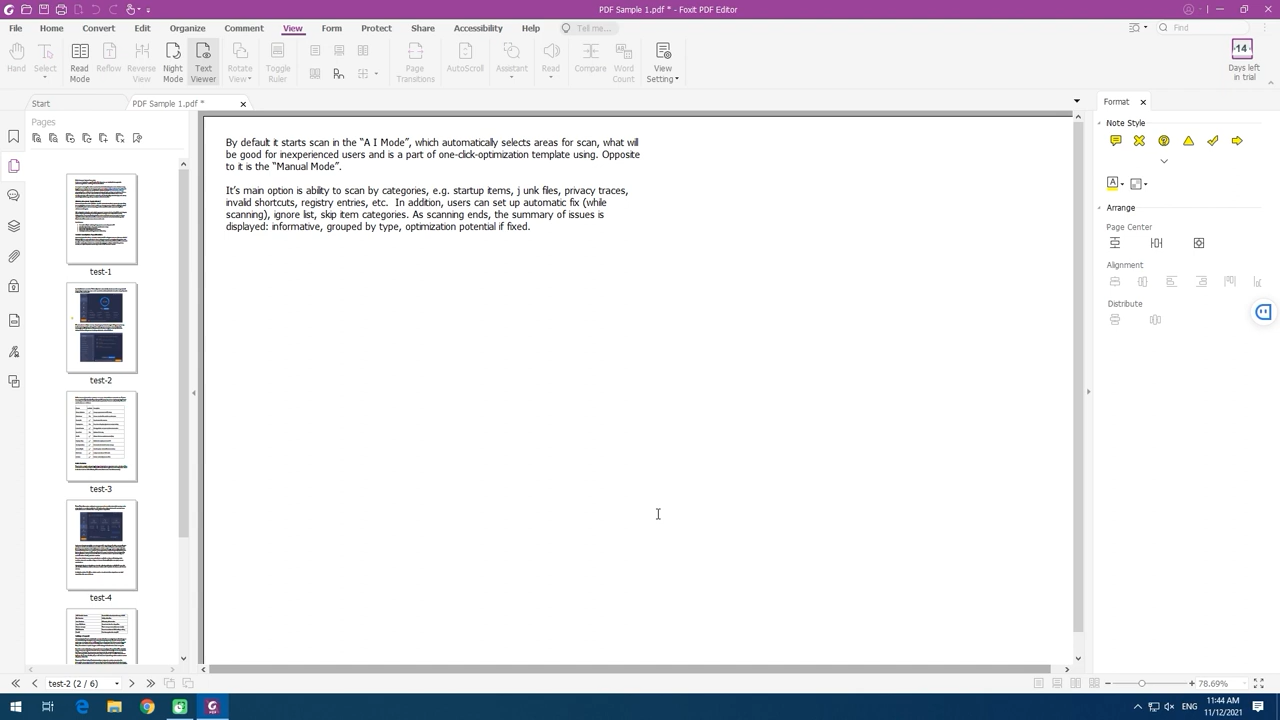 PDF Sample 1.pdf * - Foxit PDF Editor
File Home Convert Edit Organize Comment View Form Protect Share Accessibility Help Tell me... Find
Hand Select Read Mode Reflow Reverse View Night Mode Text Viewer Rotate View Toggle Ruler Page Transitions AutoScroll Assistant Read Compare Word Count View Setting 14 Days left in trial
Start PDF Sample 1.pdf * Format
Pages
Note Style
By default it starts scan in the “A I Mode”, which automatically selects areas for scan, what will
be good for inexperienced users and is a part of one-click-optimization template using. Opposite
to it is the “Manual Mode”.
It’s main option is ability to scan by categories, e.g. startup items, j unk files, privacy traces,
invalid shortcuts, registry entries, etc. In addition, users can set up automatic fix (while
scanning), ignore list, skip item categories. As scanning ends, the summary of issues is
displayed: informative, grouped by type, optimization potential if fixed.
Arrange
Page Center
Alignment
Distribute
test-1
test-2
test-3
test-4
test-2 (2 / 6)
78.69%
ENG
11:44 AM
11/12/2021